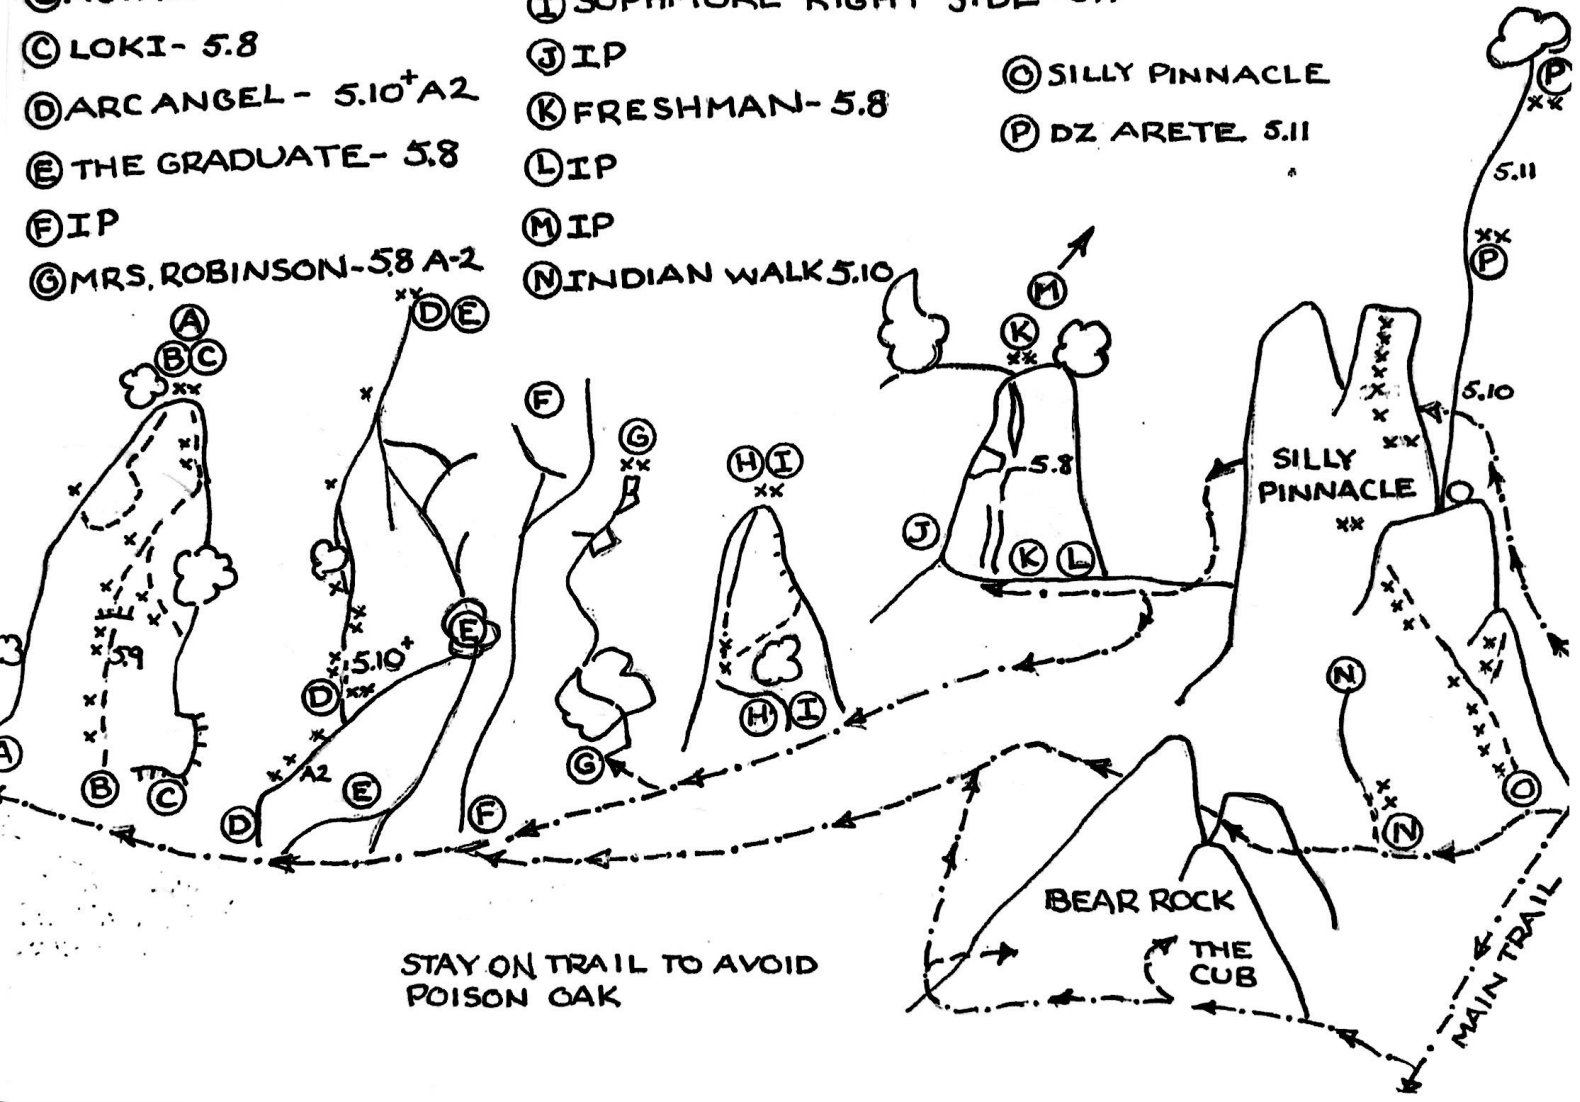 Ⓒ LOKI- 5.8
Ⓓ ARC ANGEL- 5.10+ A2
Ⓔ THE GRADUATE- 5.8
Ⓕ IP
Ⓖ MRS. ROBINSON-5.8 A-2
Ⓘ SOPHMORE RIGHT SIDE
Ⓙ IP
Ⓚ FRESHMAN- 5.8
Ⓛ IP
Ⓜ IP
Ⓝ INDIAN WALK 5.10
Ⓞ SILLY PINNACLE
Ⓟ DZ ARETE 5.11
Ⓟ
5.11
Ⓟ
Ⓐ
Ⓑ Ⓒ
Ⓓ Ⓔ
Ⓕ
Ⓖ
Ⓗ Ⓘ
Ⓜ
Ⓚ
5.8
Ⓙ
Ⓚ Ⓛ
5.10
SILLY
PINNACLE
5.9
Ⓔ
5.10+
Ⓓ
Ⓗ Ⓘ
Ⓝ
Ⓐ
Ⓑ
Ⓒ
A2
Ⓓ
Ⓔ
Ⓕ
Ⓖ
Ⓞ
Ⓝ
BEAR ROCK
THE
CUB
MAIN TRAIL
STAY ON TRAIL TO AVOID
POISON OAK